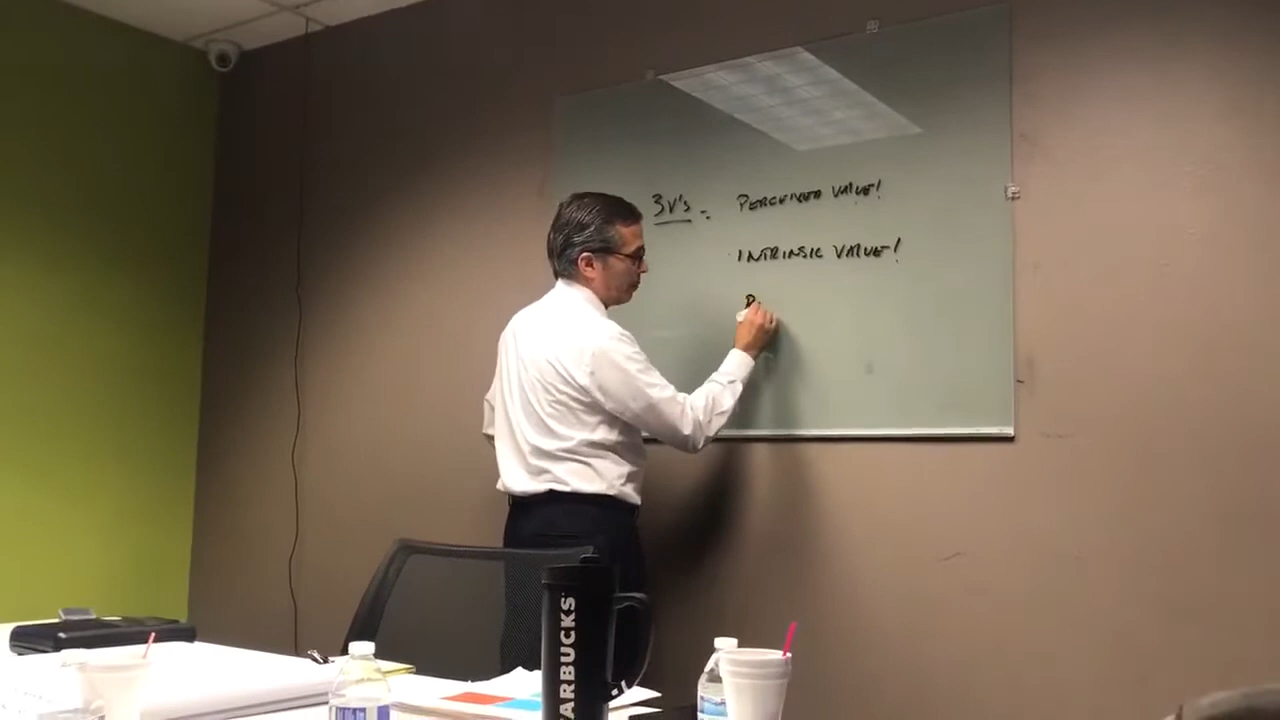 3V's = PERCEIVED VALUE!
INTRINSIC VALUE!
STARBUCKS